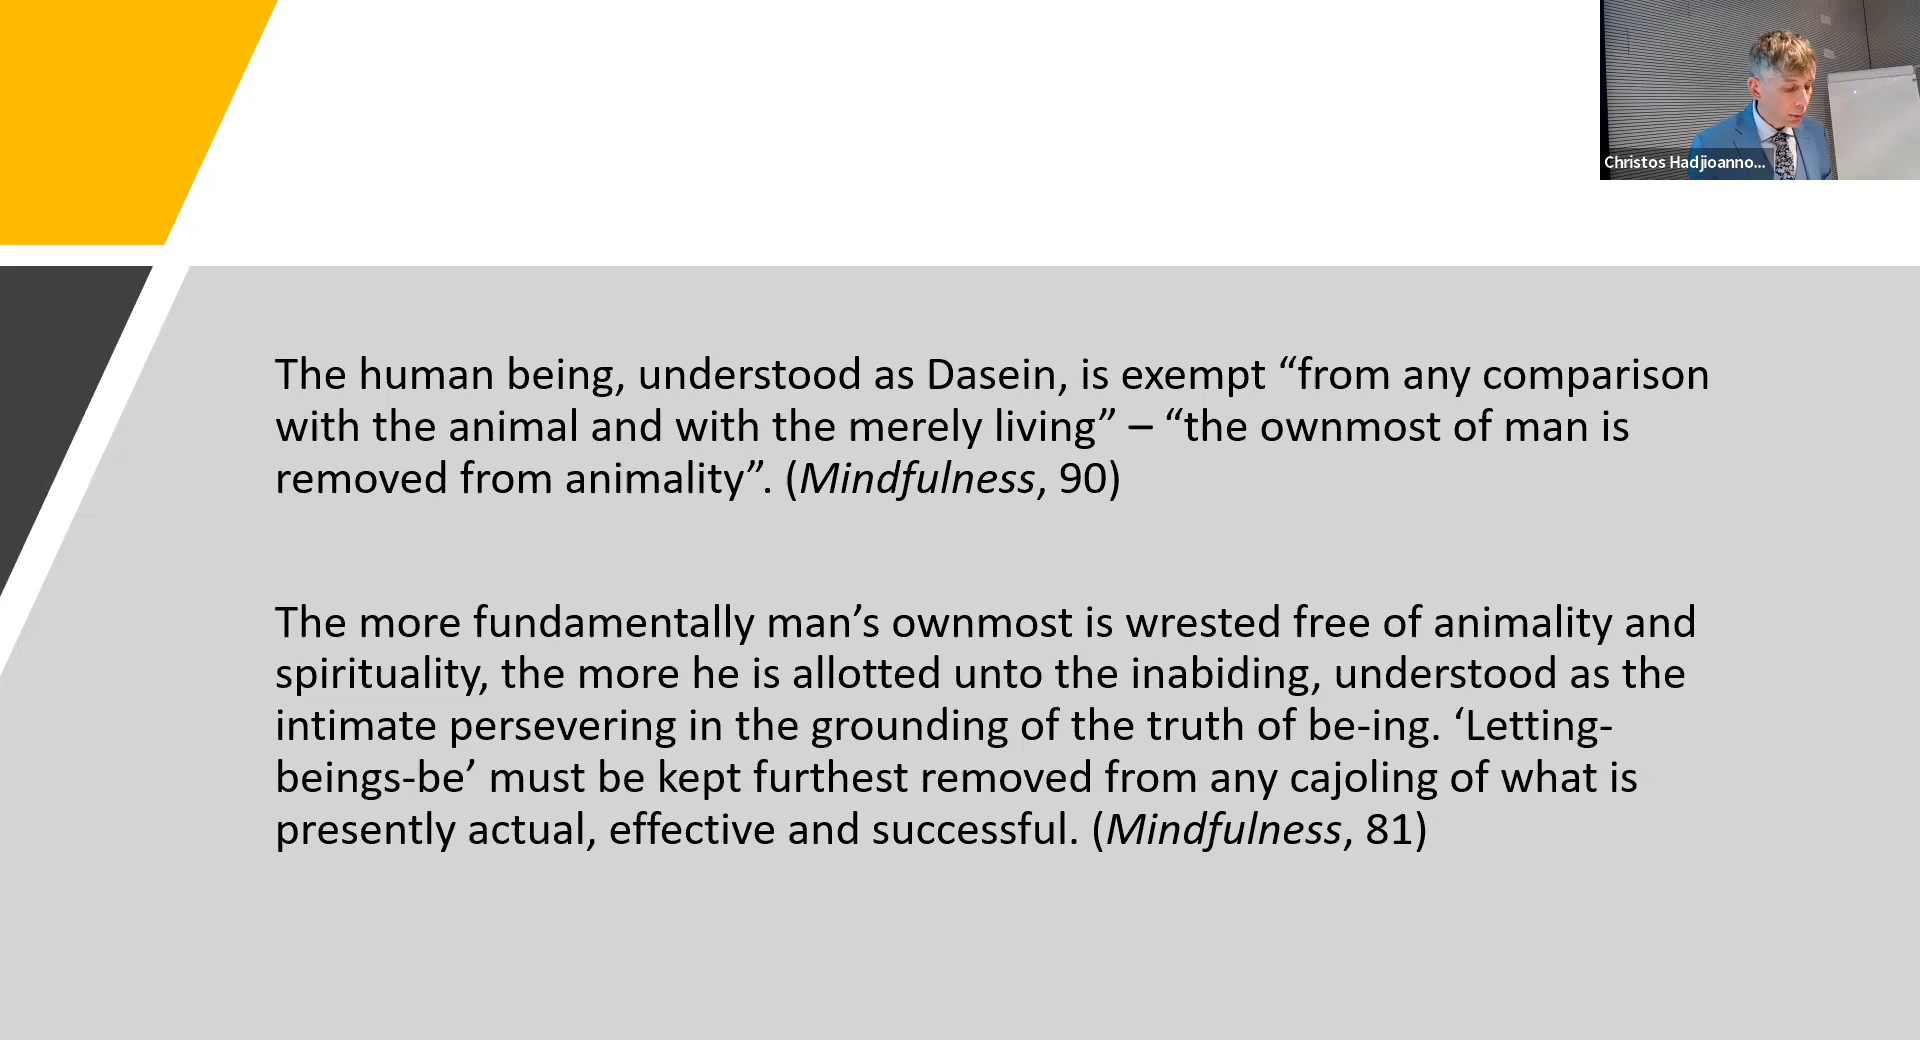 Christos Hadjioanno...
The human being, understood as Dasein, is exempt “from any comparison
with the animal and with the merely living” – “the ownmost of man is
removed from animality”. (Mindfulness, 90)
The more fundamentally man’s ownmost is wrested free of animality and
spirituality, the more he is allotted unto the inabiding, understood as the
intimate persevering in the grounding of the truth of be-ing. ‘Letting-
beings-be’ must be kept furthest removed from any cajoling of what is
presently actual, effective and successful. (Mindfulness, 81)